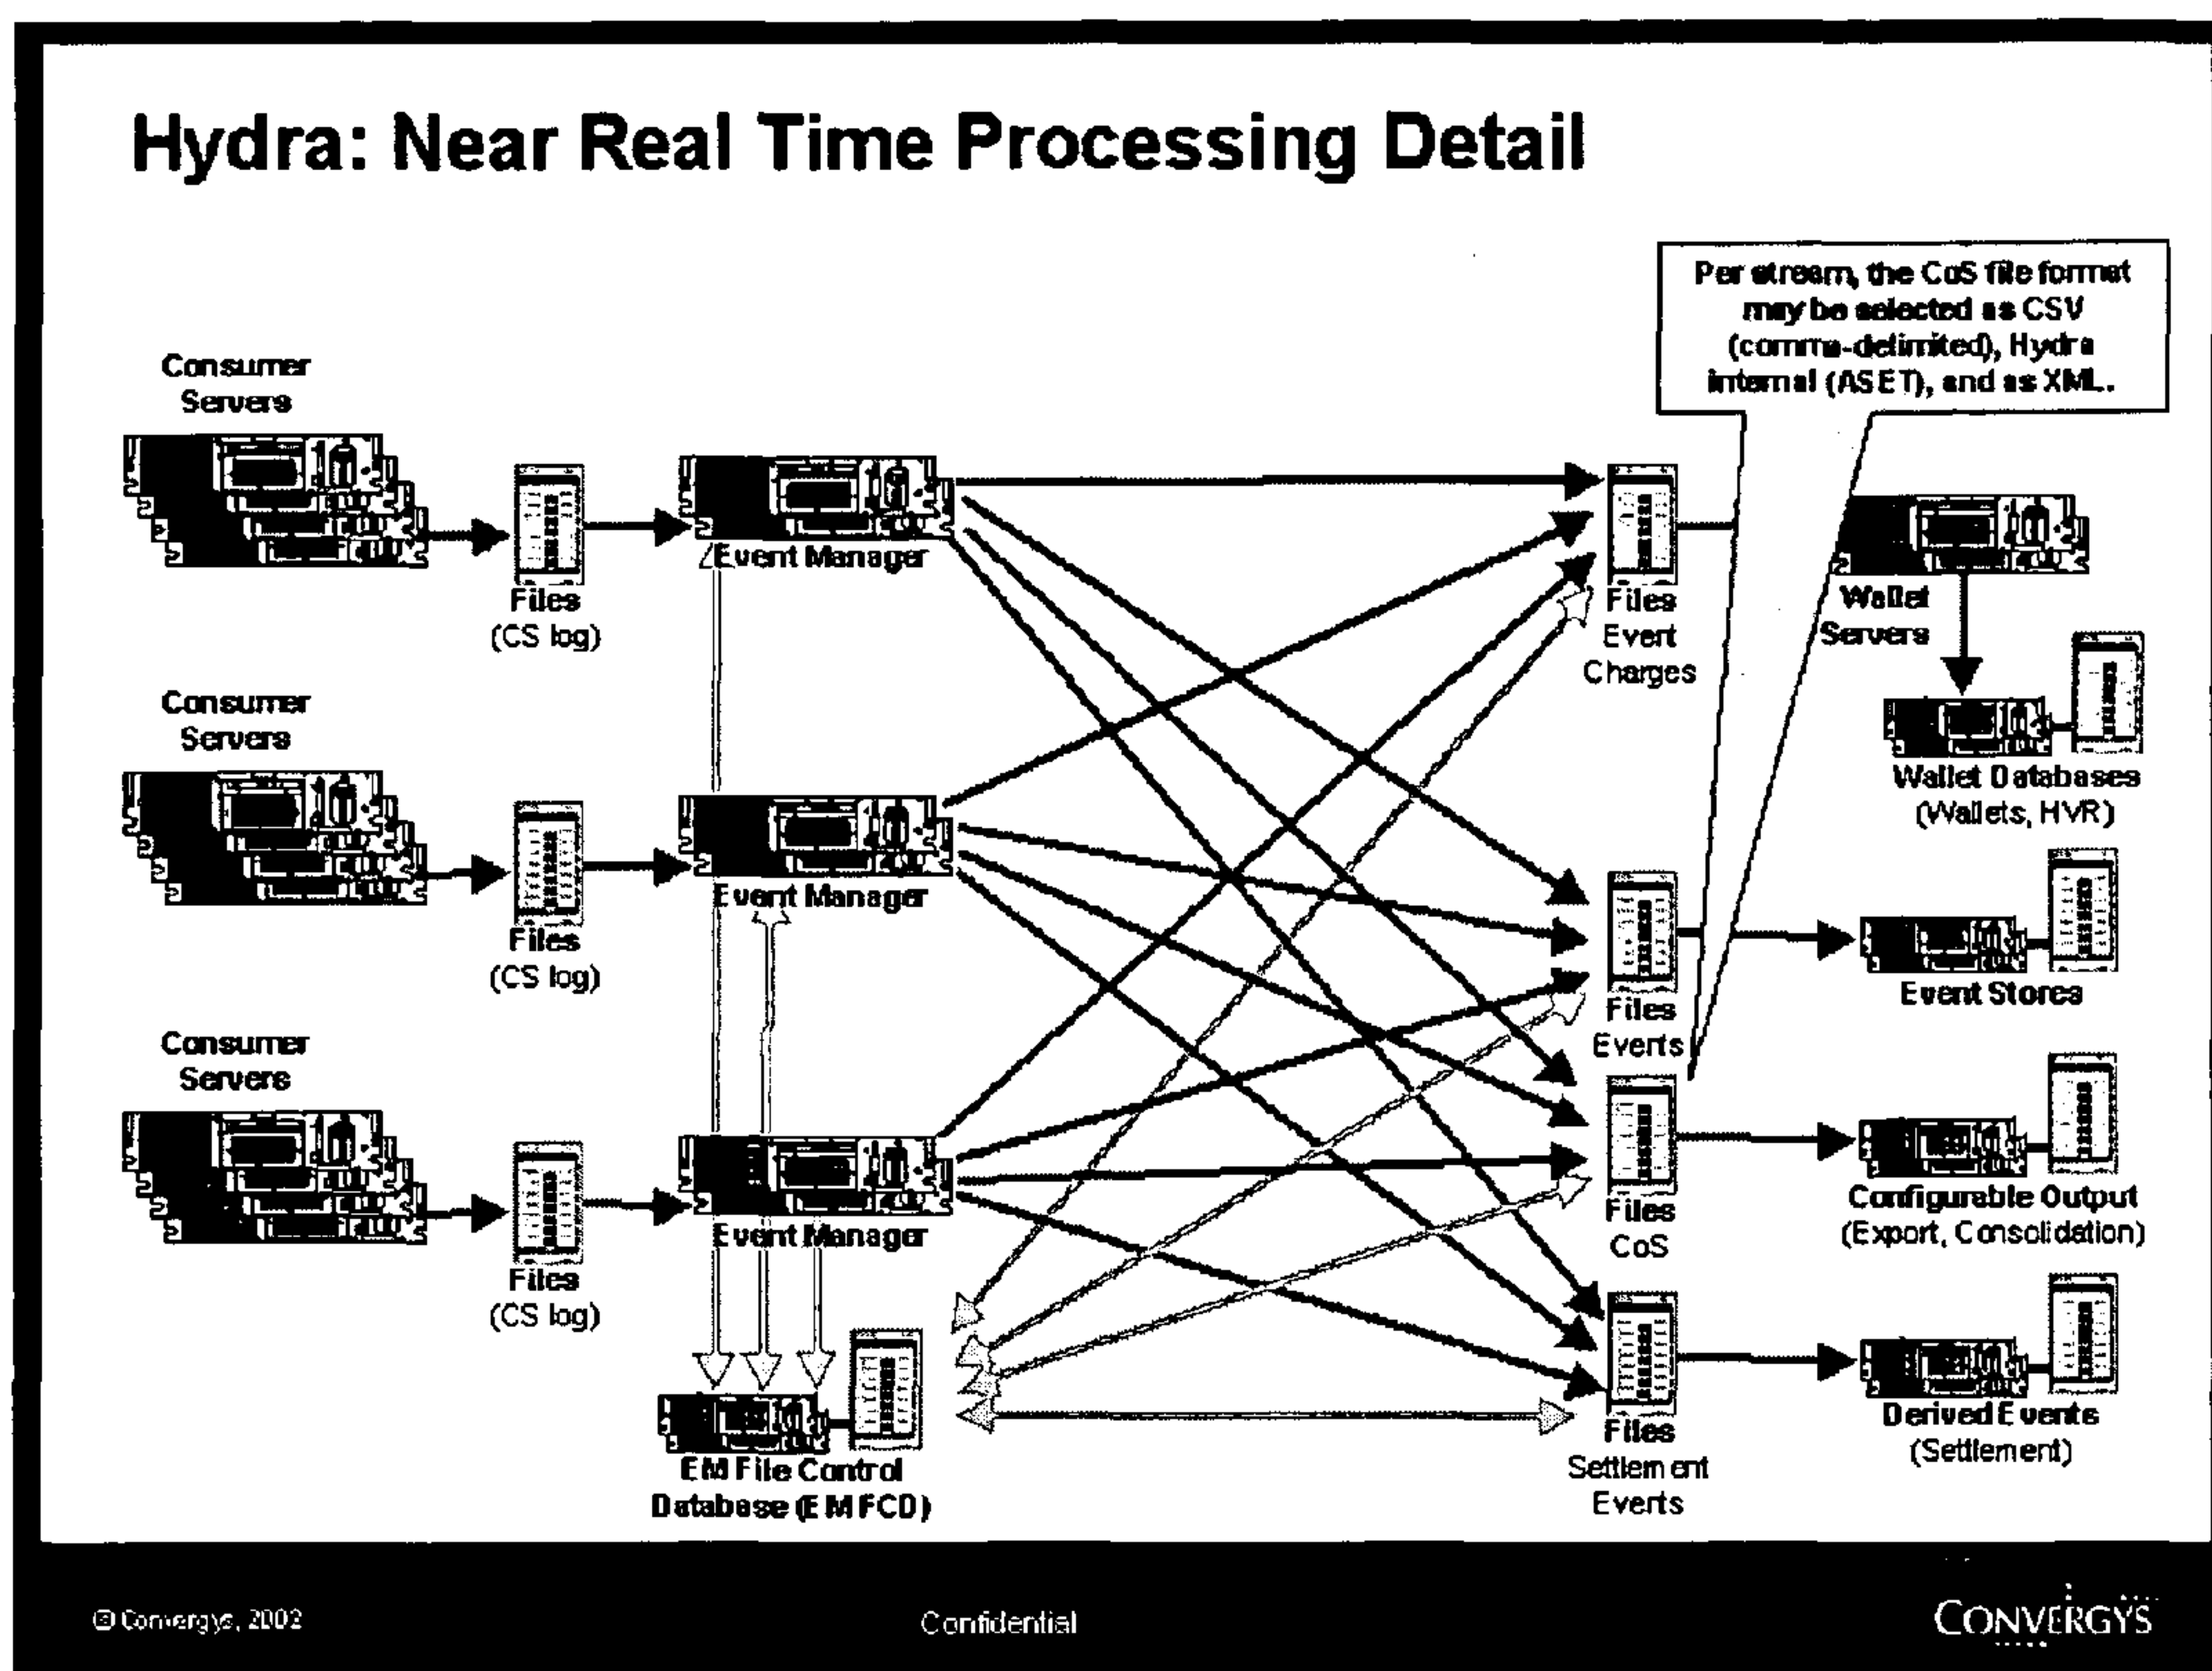 Hydra: Near Real Time Processing Detail
Per stream, the CoS file format
may be selected as CSV
(comma-delimited), Hydra
internal (ASET), and as XML.
Consumer
Servers
Files
(CS log)
Event Manager
Files
Event
Charges
Wallet
Servers
Wallet Databases
(Wallets, HVR)
Consumer
Servers
Files
(CS log)
Event Manager
Files
Events
Event Stores
Consumer
Servers
Files
(CS log)
Event Manager
Files
CoS
Configurable Output
(Export, Consolidation)
EM File Control
Database (EMFCD)
Files
Settlement
Events
Derived Events
(Settlement)
© Convergys, 2002
Confidential
CONVERGYS